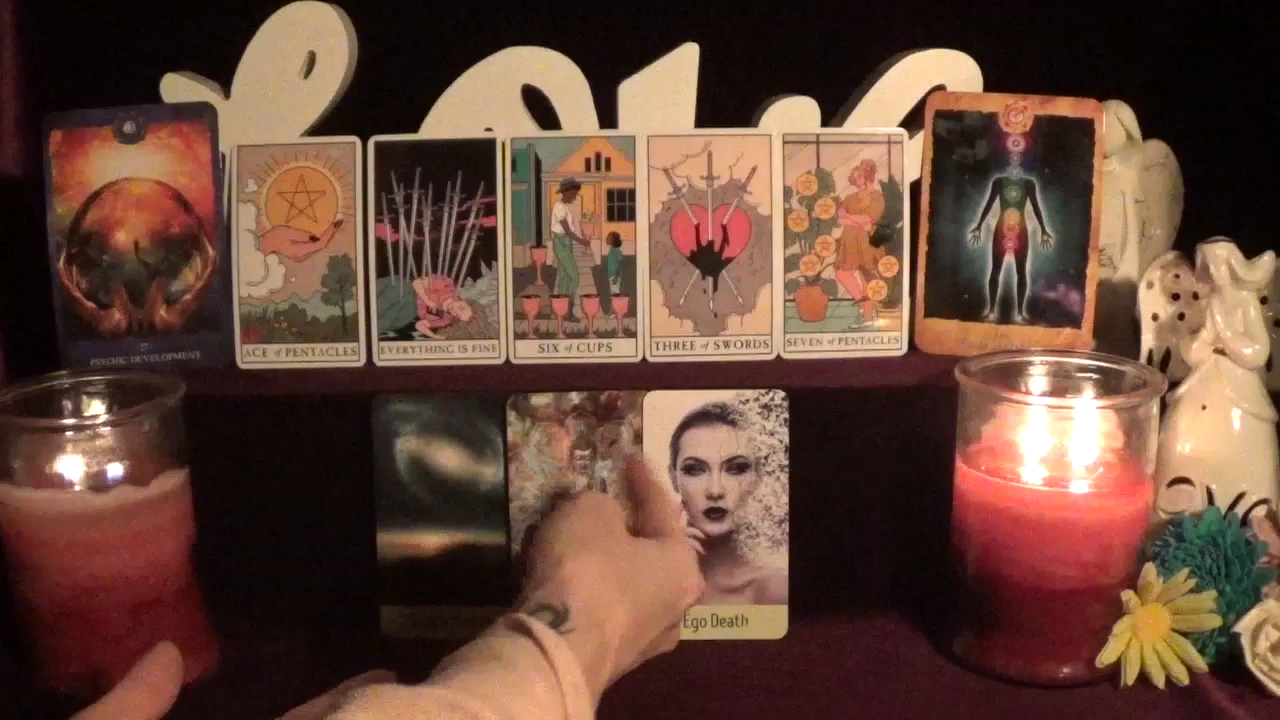 Love
-27-
PSYCHIC DEVELOPMENT
ACE of PENTACLES
EVERYTHING IS FINE
SIX of CUPS
THREE of SWORDS
SEVEN of PENTACLES
Ego Death